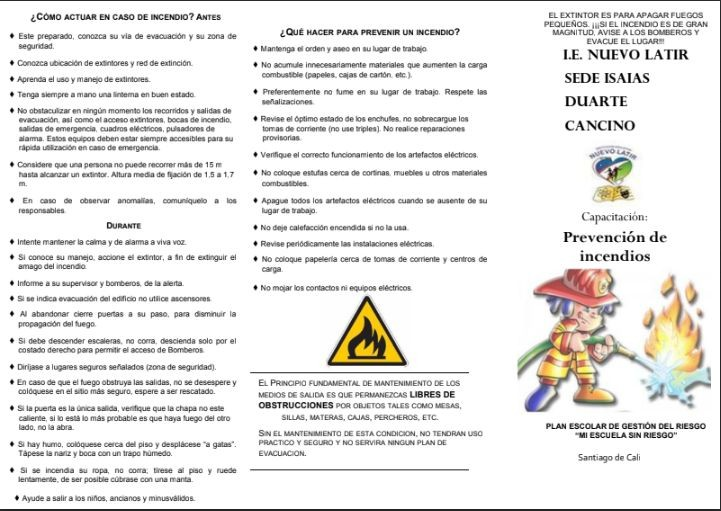 ¿CÓMO ACTUAR EN CASO DE INCENDIO? ANTES
♦ Este preparado, conozca su vía de evacuación y su zona de
seguridad.
♦ Conozca ubicación de extintores y red de extinción.
♦ Aprenda el uso y manejo de extintores.
♦ Tenga siempre a mano una linterna en buen estado.
♦ No obstaculizar en ningún momento los recorridos y salidas de
evacuación, así como el acceso extintores, bocas de incendio,
salidas de emergencia, cuadros eléctricos, pulsadores de
alarma. Estos equipos deben estar siempre accesibles para su
rápida utilización en caso de emergencia.
♦ Considere que una persona no puede recorrer más de 15 m
hasta alcanzar un extintor. Altura media de fijación de 1.5 a 1.7
m.
♦ En caso de observar anomalías, comuníquelo a los
responsables.
DURANTE
♦ Intente mantener la calma y de alarma a viva voz.
♦ Si conoce su manejo, accione el extintor, a fin de extinguir el
amago del incendio.
♦ Informe a su supervisor y bomberos, de la alerta.
♦ Si se indica evacuación del edificio no utilice ascensores.
♦ Al abandonar cierre puertas a su paso, para disminuir la
propagación del fuego.
♦ Si debe descender escaleras, no corra, descienda solo por el
costado derecho para permitir el acceso de Bomberos.
♦ Diríjase a lugares seguros señalados (zona de seguridad).
♦ En caso de que el fuego obstruya las salidas, no se desespere y
colóquese en el sitio más seguro, espere a ser rescatado.
♦ Si la puerta es la única salida, verifique que la chapa no este
caliente, si lo está lo más probable es que haya fuego del otro
lado, no la abra.
♦ Si hay humo, colóquese cerca del piso y desplácese "a gatas".
Tápese la nariz y boca con un trapo húmedo.
♦ Si se incendia su ropa, no corra; tírese al piso y ruede
lentamente, de ser posible cúbrase con una manta.
♦ Ayude a salir a los niños, ancianos y minusválidos.
¿QUÉ HACER PARA PREVENIR UN INCENDIO?
♦ Mantenga el orden y aseo en su lugar de trabajo.
♦ No acumule innecesariamente materiales que aumenten la carga
combustible (papeles, cajas de cartón. etc.).
♦ Preferentemente no fume en su lugar de trabajo. Respete las
señalizaciones.
♦ Revise el óptimo estado de los enchufes, no sobrecargue los
tomas de corriente (no use triples). No realice reparaciones
provisorias.
♦ Verifique el correcto funcionamiento de los artefactos eléctricos.
♦ No coloque estufas cerca de cortinas, muebles u otros materiales
combustibles.
♦ Apague todos los artefactos eléctricos cuando se ausente de su
lugar de trabajo.
♦ No deje calefacción encendida si no la usa.
♦ Revise periódicamente las instalaciones eléctricas.
♦ No coloque papelería cerca de tomas de corriente y centros de
carga.
♦ No mojar los contactos ni equipos eléctricos.
EL PRINCIPIO FUNDAMENTAL DE MANTENIMIENTO DE LOS
MEDIOS DE SALIDA ES QUE PERMANEZCAS LIBRES DE
OBSTRUCCIONES POR OBJETOS TALES COMO MESAS,
SILLAS, MATERAS, CAJAS, PERCHEROS, ETC.
SIN EL MANTENIMIENTO DE ESTA CONDICION, NO TENDRAN USO
PRACTICO Y SEGURO Y NO SERVIRA NINGUN PLAN DE
EVACUACION.
EL EXTINTOR ES PARA APAGAR FUEGOS
PEQUEÑOS. ¡¡¡SI EL INCENDIO ES DE GRAN
MAGNITUD, AVISE A LOS BOMBEROS Y
EVACUE EL LUGAR!!!
I.E. NUEVO LATIR
SEDE ISAIAS
DUARTE
CANCINO
NUEVO LATIR
Capacitación:
Prevención de
incendios
PLAN ESCOLAR DE GESTIÓN DEL RIESGO
"MI ESCUELA SIN RIESGO"
Santiago de Cali